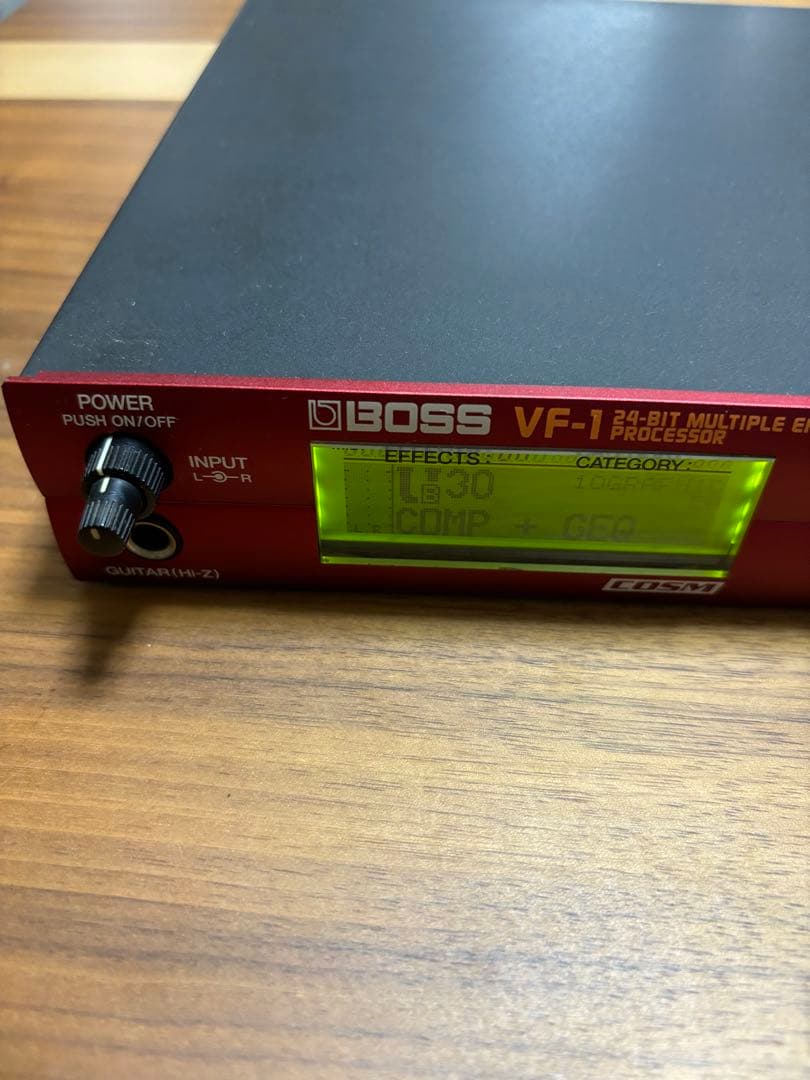 POWER
PUSH ON/OFF
INPUT
L R
GUITAR(Hi-Z)
BOSS VF-1 24-BIT MULTIPLE
PROCESSOR
EFFECTS: CATEGORY:
30
COMP + GEQ
COSM